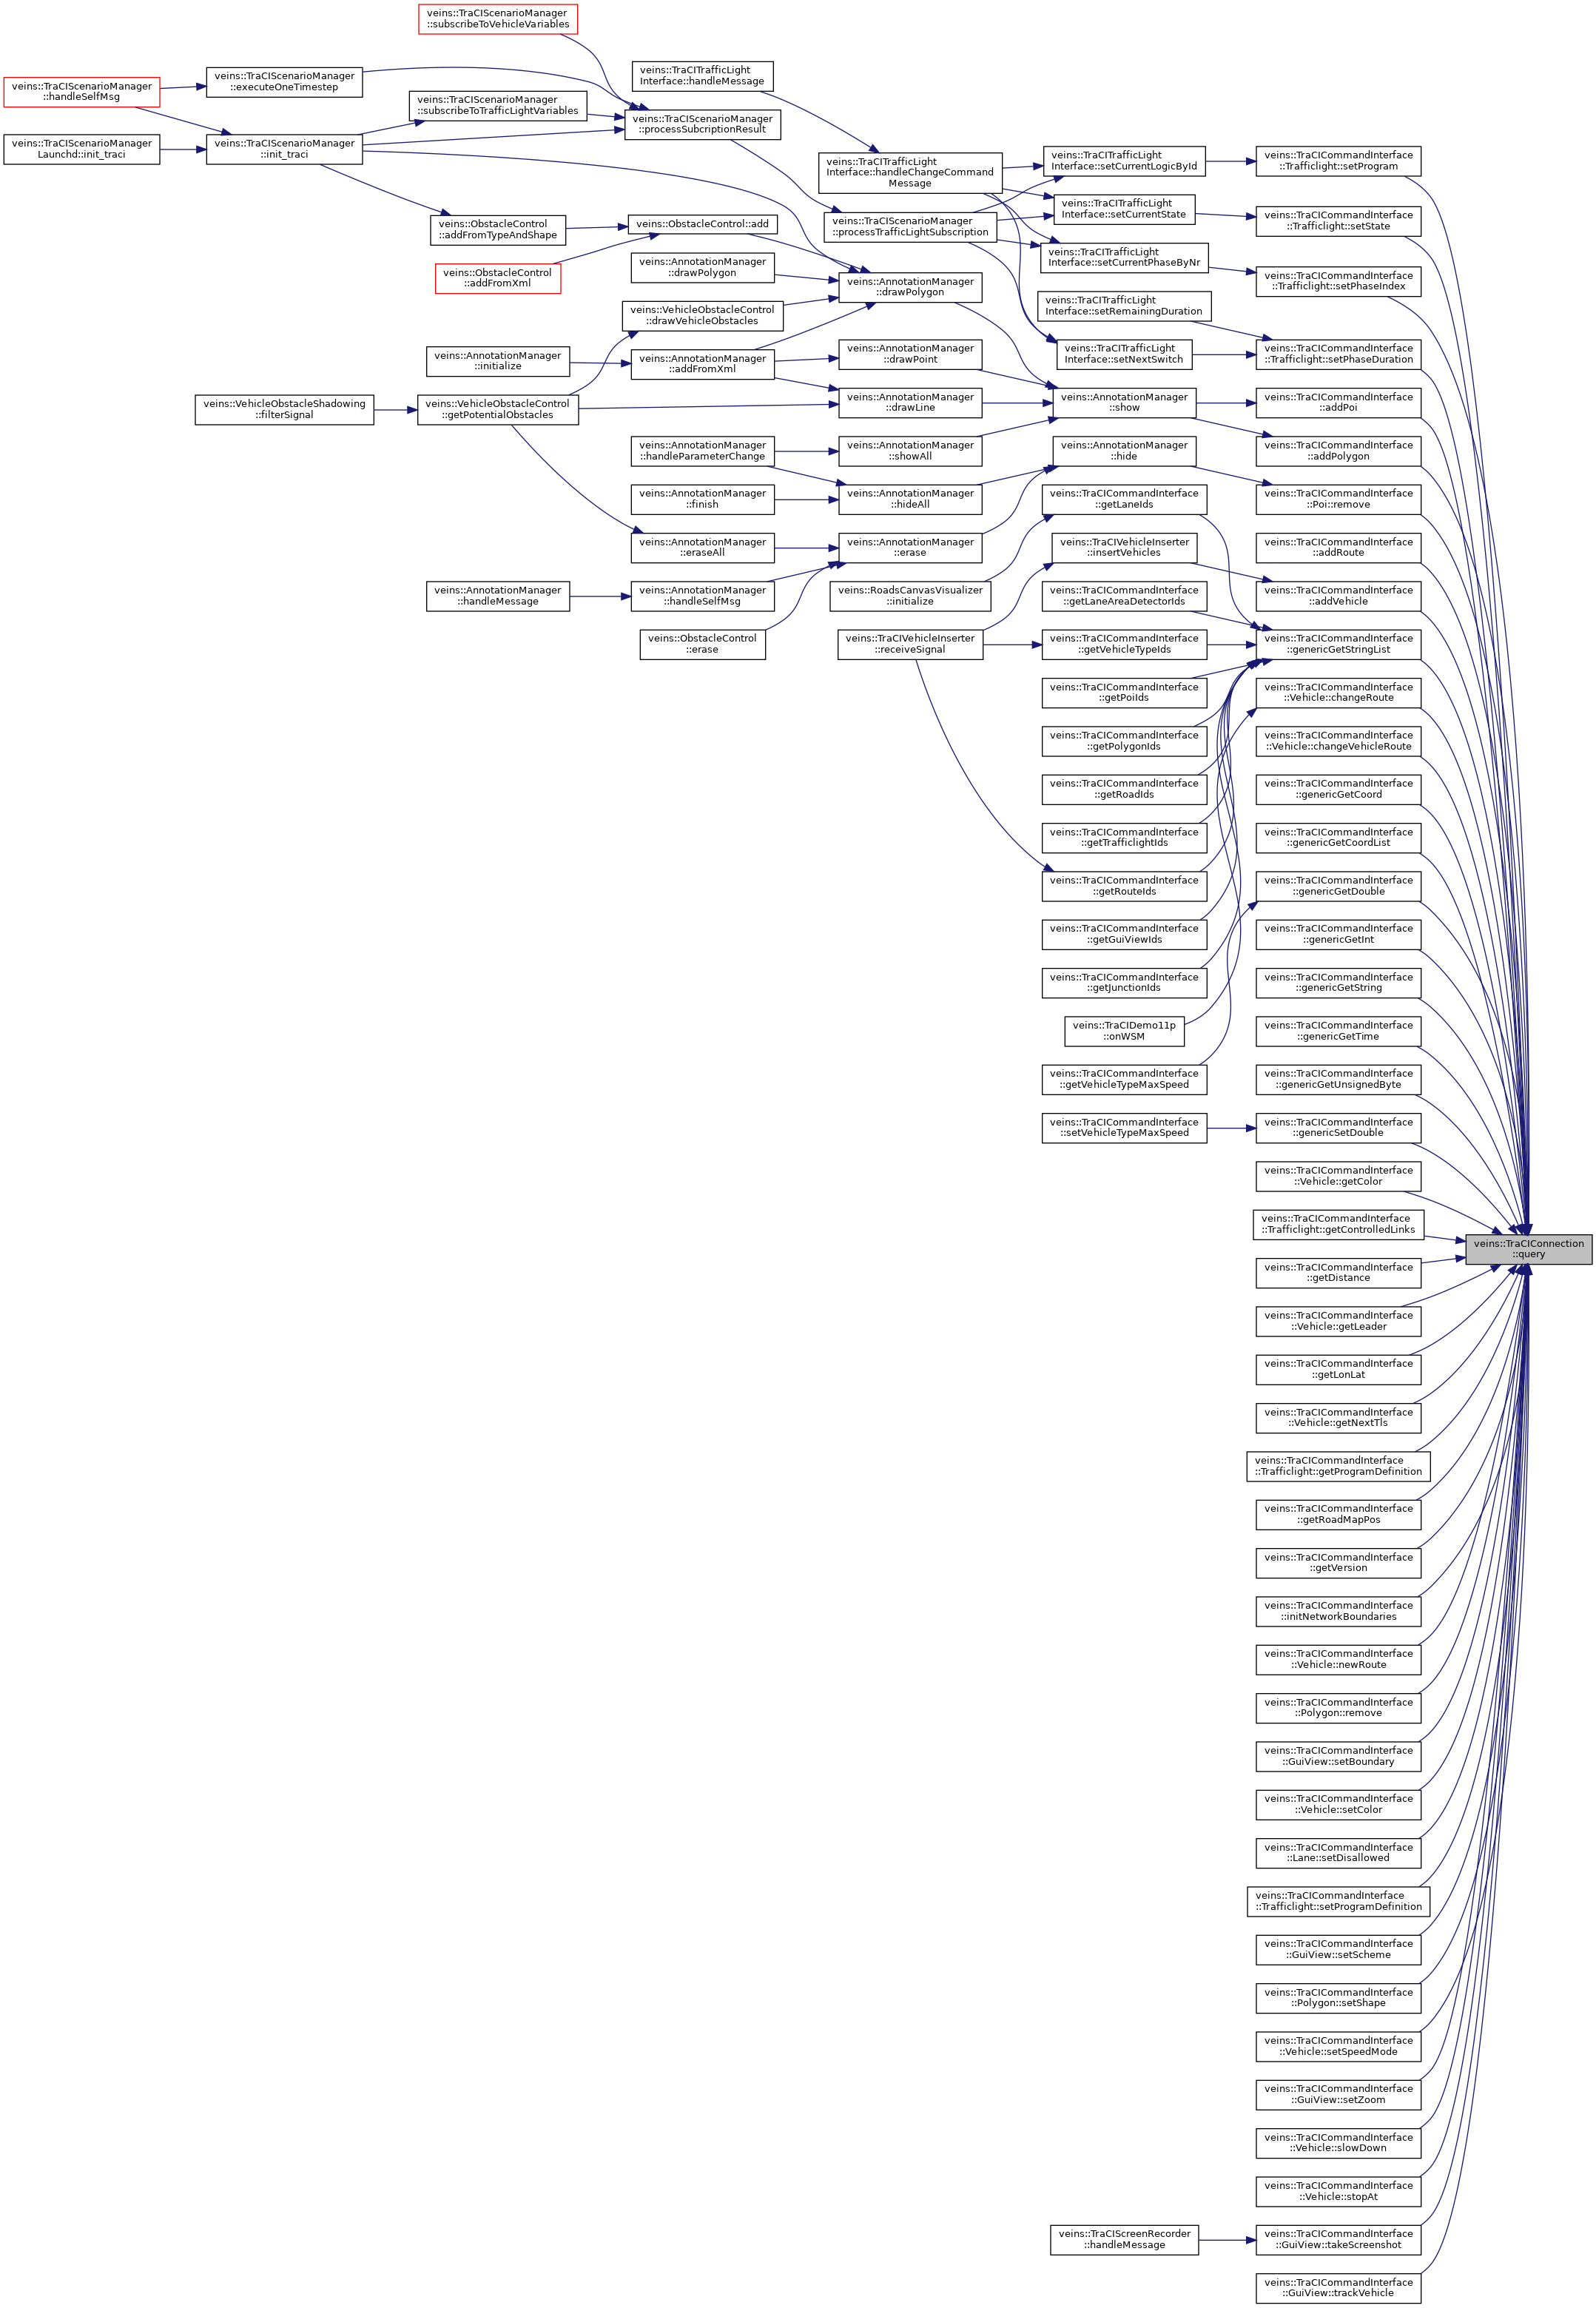 veins::TraCIScenarioManager
::subscribeToVehicleVariables
veins::TraCIScenarioManager
::handleSelfMsg
veins::TraCIScenarioManager
Launchd::init_traci
veins::TraCIScenarioManager
::executeOneTimestep
veins::TraCIScenarioManager
::init_traci
veins::TraCIScenarioManager
::subscribeToTrafficLightVariables
veins::TraCITrafficLight
Interface::handleMessage
veins::TraCIScenarioManager
::processSubcriptionResult
veins::ObstacleControl
::addFromTypeAndShape
veins::ObstacleControl
::addFromXml
veins::ObstacleControl::add
veins::AnnotationManager
::drawPolygon
veins::VehicleObstacleControl
::drawVehicleObstacles
veins::AnnotationManager
::initialize
veins::AnnotationManager
::addFromXml
veins::VehicleObstacleShadowing
::filterSignal
veins::VehicleObstacleControl
::getPotentialObstacles
veins::AnnotationManager
::handleParameterChange
veins::AnnotationManager
::finish
veins::AnnotationManager
::eraseAll
veins::AnnotationManager
::handleMessage
veins::AnnotationManager
::handleSelfMsg
veins::ObstacleControl
::erase
veins::TraCITrafficLight
Interface::handleChangeCommand
Message
veins::TraCIScenarioManager
::processTrafficLightSubscription
veins::AnnotationManager
::drawPolygon
veins::AnnotationManager
::drawPoint
veins::AnnotationManager
::drawLine
veins::AnnotationManager
::showAll
veins::AnnotationManager
::hideAll
veins::AnnotationManager
::erase
veins::RoadsCanvasVisualizer
::initialize
veins::TraCIVehicleInserter
::receiveSignal
veins::TraCITrafficLight
Interface::setCurrentLogicById
veins::TraCITrafficLight
Interface::setCurrentState
veins::TraCITrafficLight
Interface::setCurrentPhaseByNr
veins::TraCITrafficLight
Interface::setRemainingDuration
veins::TraCITrafficLight
Interface::setNextSwitch
veins::AnnotationManager
::show
veins::AnnotationManager
::hide
veins::TraCICommandInterface
::getLaneIds
veins::TraCIVehicleInserter
::insertVehicles
veins::TraCICommandInterface
::getLaneAreaDetectorIds
veins::TraCICommandInterface
::getVehicleTypeIds
veins::TraCICommandInterface
::getPoiIds
veins::TraCICommandInterface
::getPolygonIds
veins::TraCICommandInterface
::getRoadIds
veins::TraCICommandInterface
::getTrafficlightIds
veins::TraCICommandInterface
::getRouteIds
veins::TraCICommandInterface
::getGuiViewIds
veins::TraCICommandInterface
::getJunctionIds
veins::TraCIDemo11p
::onWSM
veins::TraCICommandInterface
::getVehicleTypeMaxSpeed
veins::TraCICommandInterface
::setVehicleTypeMaxSpeed
veins::TraCIScreenRecorder
::handleMessage
veins::TraCICommandInterface
::Trafficlight::setProgram
veins::TraCICommandInterface
::Trafficlight::setState
veins::TraCICommandInterface
::Trafficlight::setPhaseIndex
veins::TraCICommandInterface
::Trafficlight::setPhaseDuration
veins::TraCICommandInterface
::addPoi
veins::TraCICommandInterface
::addPolygon
veins::TraCICommandInterface
::Poi::remove
veins::TraCICommandInterface
::addRoute
veins::TraCICommandInterface
::addVehicle
veins::TraCICommandInterface
::genericGetStringList
veins::TraCICommandInterface
::Vehicle::changeRoute
veins::TraCICommandInterface
::Vehicle::changeVehicleRoute
veins::TraCICommandInterface
::genericGetCoord
veins::TraCICommandInterface
::genericGetCoordList
veins::TraCICommandInterface
::genericGetDouble
veins::TraCICommandInterface
::genericGetInt
veins::TraCICommandInterface
::genericGetString
veins::TraCICommandInterface
::genericGetTime
veins::TraCICommandInterface
::genericGetUnsignedByte
veins::TraCICommandInterface
::genericSetDouble
veins::TraCICommandInterface
::Vehicle::getColor
veins::TraCICommandInterface
::Trafficlight::getControlledLinks
veins::TraCICommandInterface
::getDistance
veins::TraCICommandInterface
::Vehicle::getLeader
veins::TraCICommandInterface
::getLonLat
veins::TraCICommandInterface
::Vehicle::getNextTls
veins::TraCICommandInterface
::Trafficlight::getProgramDefinition
veins::TraCICommandInterface
::getRoadMapPos
veins::TraCICommandInterface
::getVersion
veins::TraCICommandInterface
::initNetworkBoundaries
veins::TraCICommandInterface
::Vehicle::newRoute
veins::TraCICommandInterface
::Polygon::remove
veins::TraCICommandInterface
::GuiView::setBoundary
veins::TraCICommandInterface
::Vehicle::setColor
veins::TraCICommandInterface
::Lane::setDisallowed
veins::TraCICommandInterface
::Trafficlight::setProgramDefinition
veins::TraCICommandInterface
::GuiView::setScheme
veins::TraCICommandInterface
::Polygon::setShape
veins::TraCICommandInterface
::Vehicle::setSpeedMode
veins::TraCICommandInterface
::GuiView::setZoom
veins::TraCICommandInterface
::Vehicle::slowDown
veins::TraCICommandInterface
::Vehicle::stopAt
veins::TraCICommandInterface
::GuiView::takeScreenshot
veins::TraCICommandInterface
::GuiView::trackVehicle
veins::TraCIConnection
::query